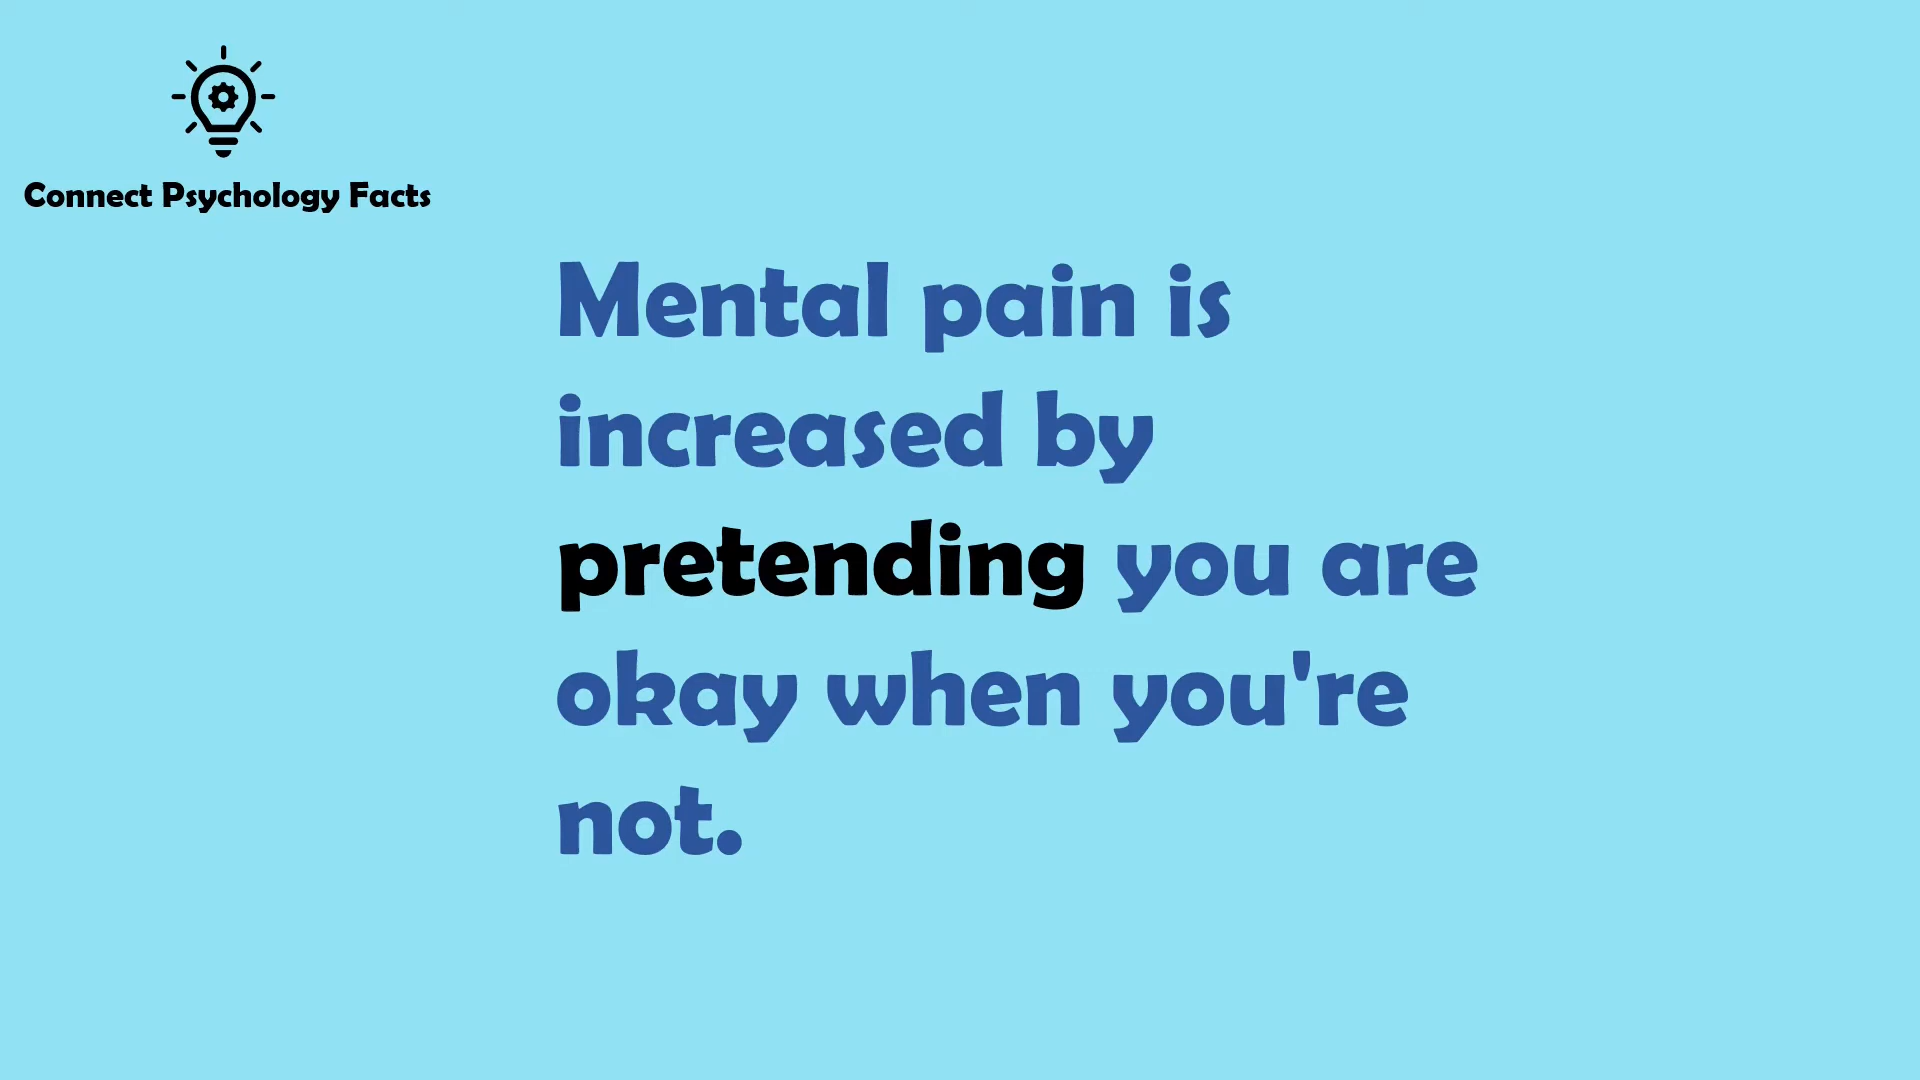 Connect Psychology Facts
Mental pain is
increased by
pretending you are
okay when you're
not.